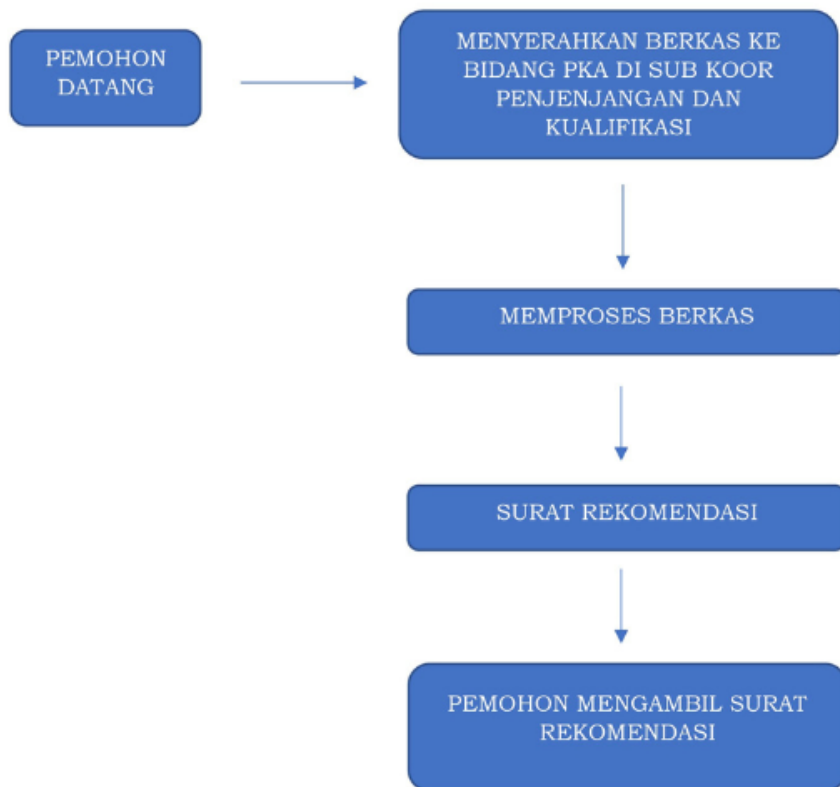 PEMOHON
DATANG
MENYERAHKAN BERKAS KE
BIDANG PKA DI SUB KOOR
PENJENJANGAN DAN
KUALIFIKASI
MEMPROSES BERKAS
SURAT REKOMENDASI
PEMOHON MENGAMBIL SURAT
REKOMENDASI